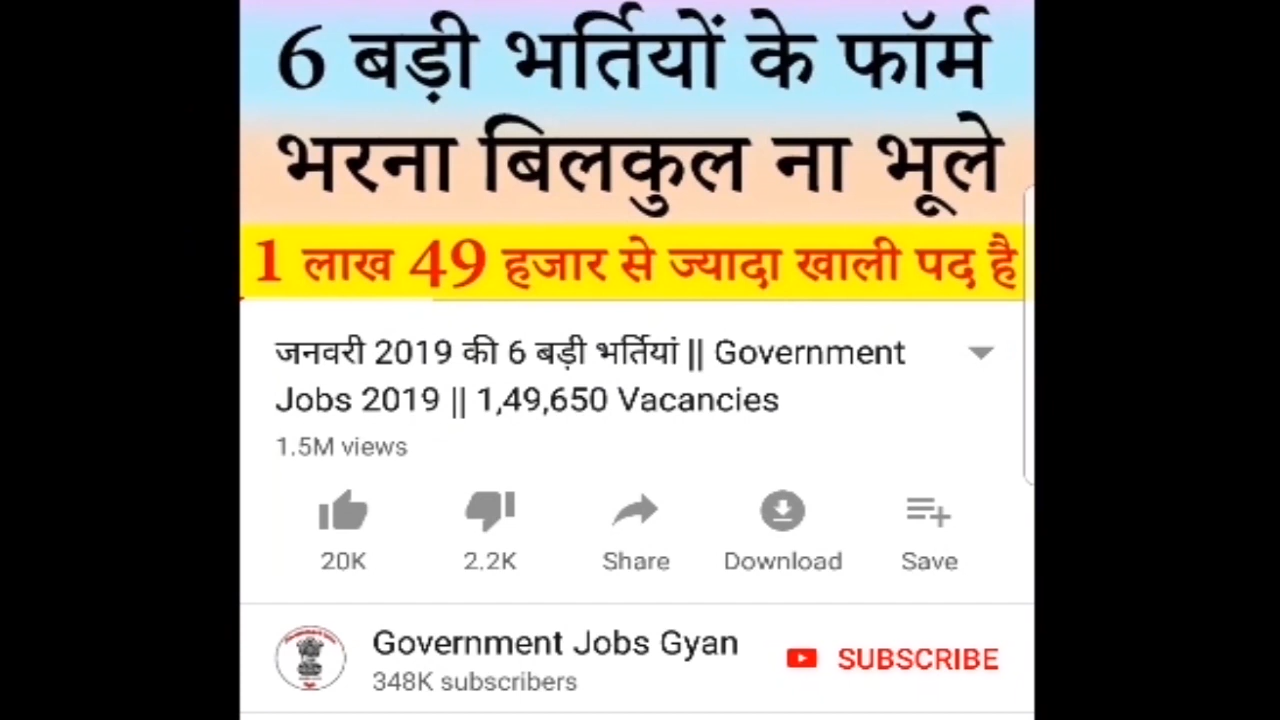 6 बड़ी भर्तियों के फॉर्म
भरना बिलकुल ना भूले
1 लाख 49 हजार से ज्यादा खाली पद है
जनवरी 2019 की 6 बड़ी भर्तियां || Government
Jobs 2019 || 1,49,650 Vacancies
1.5M views
20K
2.2K
Share
Download
Save
Government Jobs Gyan
SUBSCRIBE
348K subscribers